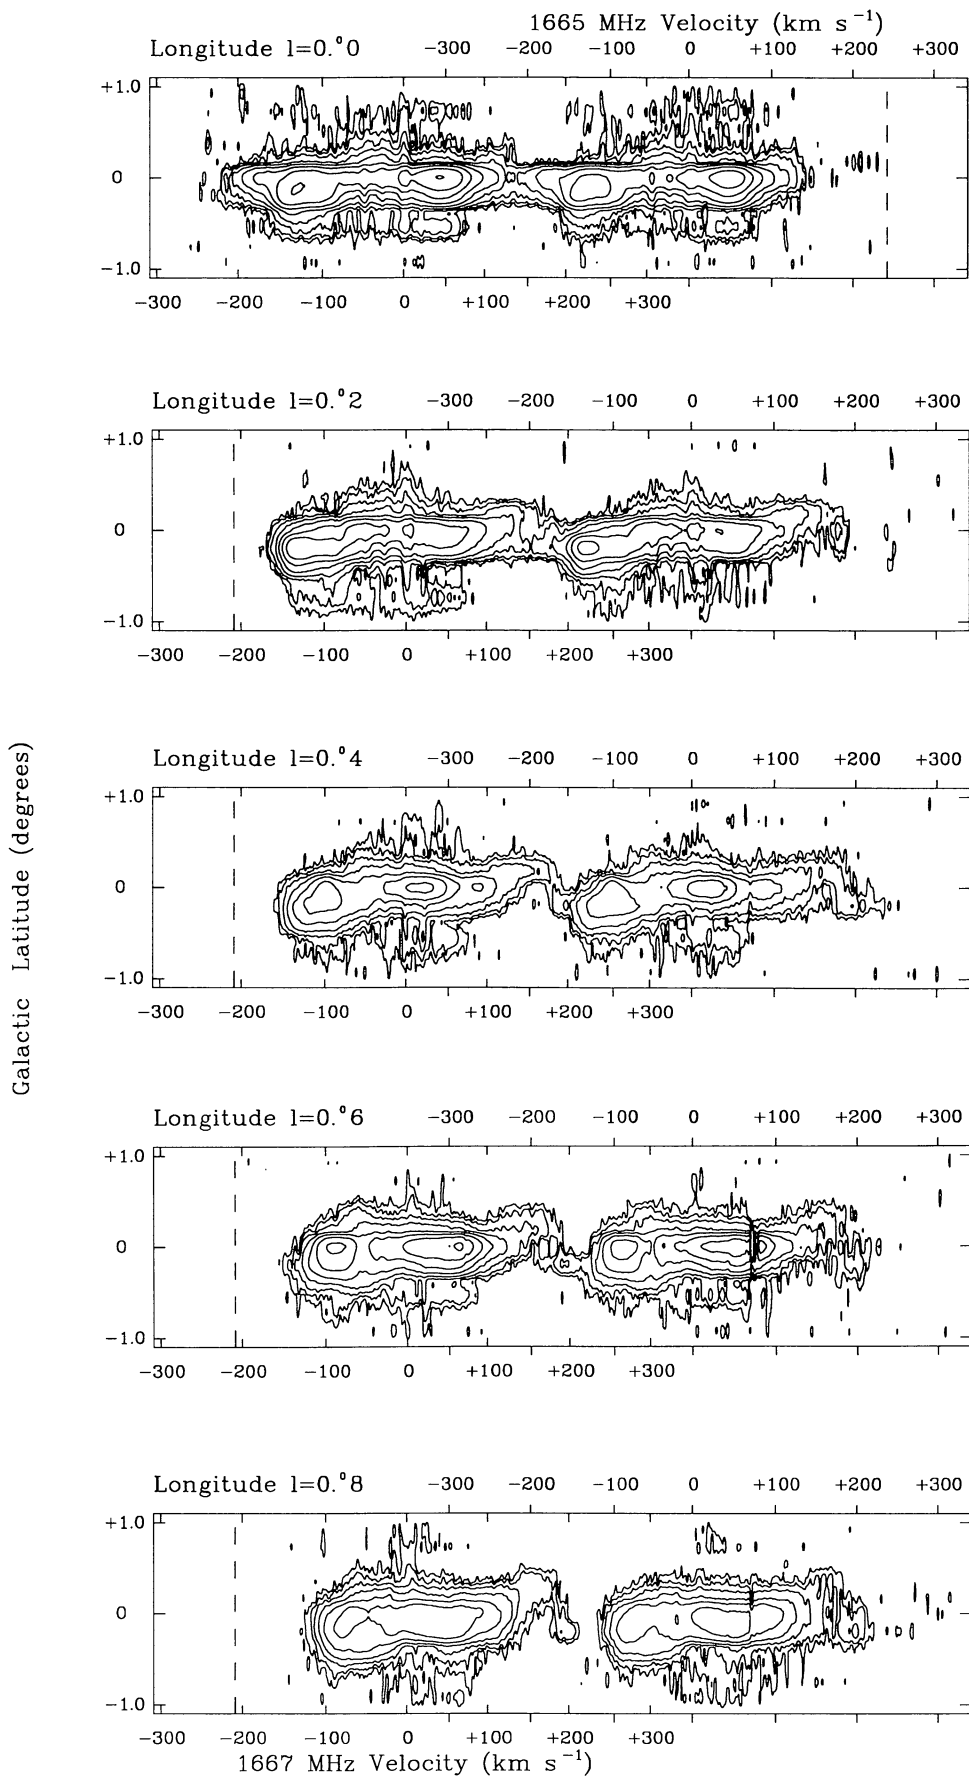 1665 MHz Velocity (km s⁻¹)
Longitude l=0.°0 −300 −200 −100 0 +100 +200 +300
+1.0
0
−1.0
−300 −200 −100 0 +100 +200 +300
Longitude l=0.°2 −300 −200 −100 0 +100 +200 +300
+1.0
0
−1.0
−300 −200 −100 0 +100 +200 +300
Galactic Latitude (degrees)
Longitude l=0.°4 −300 −200 −100 0 +100 +200 +300
+1.0
0
−1.0
−300 −200 −100 0 +100 +200 +300
Longitude l=0.°6 −300 −200 −100 0 +100 +200 +300
+1.0
0
−1.0
−300 −200 −100 0 +100 +200 +300
Longitude l=0.°8 −300 −200 −100 0 +100 +200 +300
+1.0
0
−1.0
−300 −200 −100 0 +100 +200 +300
1667 MHz Velocity (km s⁻¹)